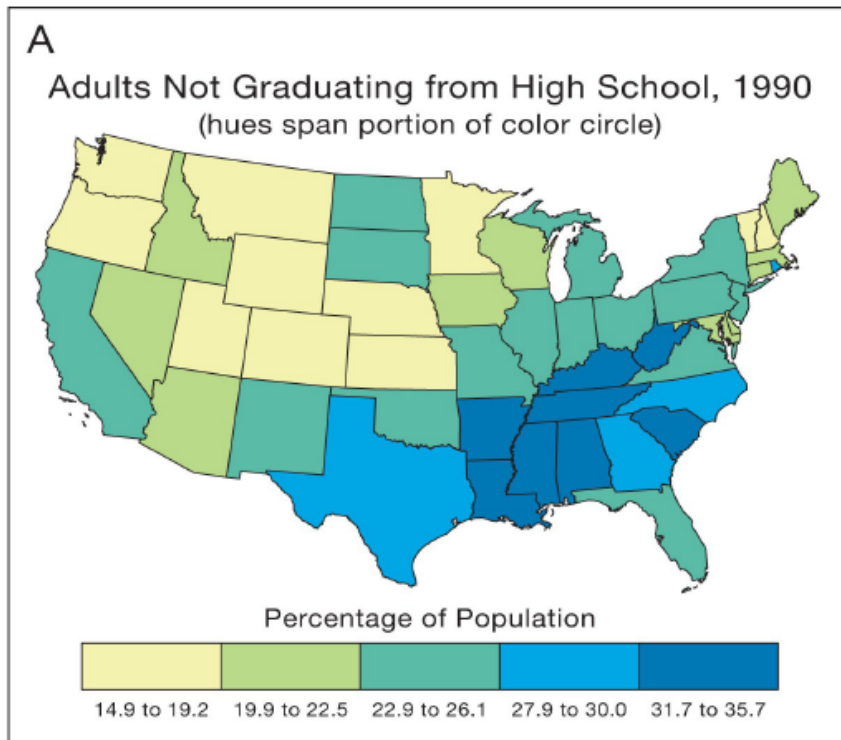 A
Adults Not Graduating from High School, 1990
(hues span portion of color circle)
Percentage of Population
14.9 to 19.2 19.9 to 22.5 22.9 to 26.1 27.9 to 30.0 31.7 to 35.7